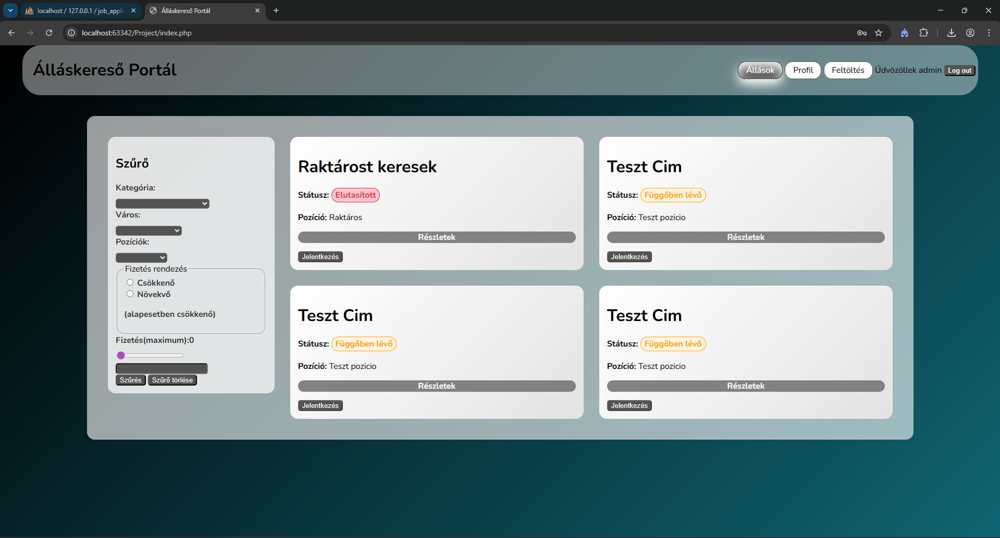 localhost / 127.0.0.1 / job_appli
Álláskereső Portál
localhost:63342/Project/index.php
Álláskereső Portál
Állások
Profil
Feltöltés
Üdvözöllek admin
Log out
Szűrő
Kategória:
Város:
Pozíciók:
Fizetés rendezés
Csökkenő
Növekvő
(alapesetben csökkenő)
Fizetés(maximum):0
Szűrés
Szűrő törlése
Raktárost keresek
Státusz: Elutasított
Pozíció: Raktáros
Részletek
Jelentkezés
Teszt Cim
Státusz: Függőben lévő
Pozíció: Teszt pozicio
Részletek
Jelentkezés
Teszt Cim
Státusz: Függőben lévő
Pozíció: Teszt pozicio
Részletek
Jelentkezés
Teszt Cim
Státusz: Függőben lévő
Pozíció: Teszt pozicio
Részletek
Jelentkezés